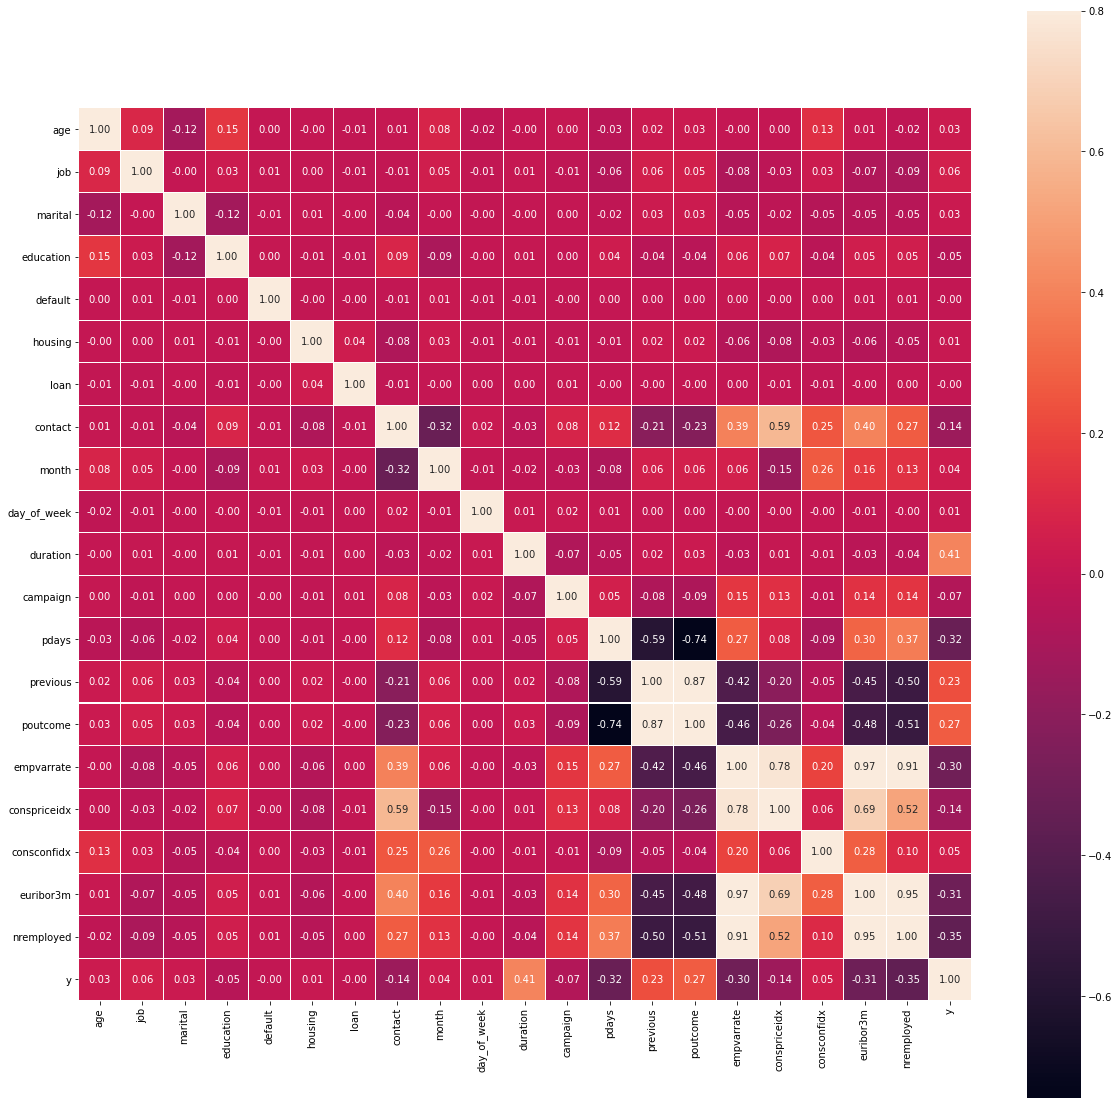 0.8
age 1.00 0.09 -0.12 0.15 0.00 -0.00 -0.01 0.01 0.08 -0.02 -0.00 0.00 -0.03 0.02 0.03 -0.00 0.00 0.13 0.01 -0.02 0.03
job 0.09 1.00 -0.00 0.03 0.01 0.00 -0.01 -0.01 0.05 -0.01 0.01 -0.01 -0.06 0.06 0.05 -0.08 -0.03 0.03 -0.07 -0.09 0.06
0.6
marital -0.12 -0.00 1.00 -0.12 -0.01 0.01 -0.00 -0.04 -0.00 -0.00 -0.00 0.00 -0.02 0.03 0.03 -0.05 -0.02 -0.05 -0.05 -0.05 0.03
education 0.15 0.03 -0.12 1.00 0.00 -0.01 -0.01 0.09 -0.09 -0.00 0.01 0.00 0.04 -0.04 -0.04 0.06 0.07 -0.04 0.05 0.05 -0.05
default 0.00 0.01 -0.01 0.00 1.00 -0.00 -0.00 -0.01 0.01 -0.01 -0.01 -0.00 0.00 0.00 0.00 0.00 -0.00 0.00 0.01 0.01 -0.00
0.4
housing -0.00 0.00 0.01 -0.01 -0.00 1.00 0.04 -0.08 0.03 -0.01 -0.01 -0.01 -0.01 0.02 0.02 -0.06 -0.08 -0.03 -0.06 -0.05 0.01
loan -0.01 -0.01 -0.00 -0.01 -0.00 0.04 1.00 -0.01 -0.00 0.00 0.00 0.01 -0.00 -0.00 -0.00 0.00 -0.01 -0.01 -0.00 0.00 -0.00
contact 0.01 -0.01 -0.04 0.09 -0.01 -0.08 -0.01 1.00 -0.32 0.02 -0.03 0.08 0.12 -0.21 -0.23 0.39 0.59 0.25 0.40 0.27 -0.14
0.2
month 0.08 0.05 -0.00 -0.09 0.01 0.03 -0.00 -0.32 1.00 -0.01 -0.02 -0.03 -0.08 0.06 0.06 0.06 -0.15 0.26 0.16 0.13 0.04
day_of_week -0.02 -0.01 -0.00 -0.00 -0.01 -0.01 0.00 0.02 -0.01 1.00 0.01 0.02 0.01 0.00 0.00 -0.00 -0.00 -0.00 -0.01 -0.00 0.01
duration -0.00 0.01 -0.00 0.01 -0.01 -0.01 0.00 -0.03 -0.02 0.01 1.00 -0.07 -0.05 0.02 0.03 -0.03 0.01 -0.01 -0.03 -0.04 0.41
0.0
campaign 0.00 -0.01 0.00 0.00 -0.00 -0.01 0.01 0.08 -0.03 0.02 -0.07 1.00 0.05 -0.08 -0.09 0.15 0.13 -0.01 0.14 0.14 -0.07
pdays -0.03 -0.06 -0.02 0.04 0.00 -0.01 -0.00 0.12 -0.08 0.01 -0.05 0.05 1.00 -0.59 -0.74 0.27 0.08 -0.09 0.30 0.37 -0.32
previous 0.02 0.06 0.03 -0.04 0.00 0.02 -0.00 -0.21 0.06 0.00 0.02 -0.08 -0.59 1.00 0.87 -0.42 -0.20 -0.05 -0.45 -0.50 0.23
−0.2
poutcome 0.03 0.05 0.03 -0.04 0.00 0.02 -0.00 -0.23 0.06 0.00 0.03 -0.09 -0.74 0.87 1.00 -0.46 -0.26 -0.04 -0.48 -0.51 0.27
empvarrate -0.00 -0.08 -0.05 0.06 0.00 -0.06 0.00 0.39 0.06 -0.00 -0.03 0.15 0.27 -0.42 -0.46 1.00 0.78 0.20 0.97 0.91 -0.30
conspriceidx 0.00 -0.03 -0.02 0.07 -0.00 -0.08 -0.01 0.59 -0.15 -0.00 0.01 0.13 0.08 -0.20 -0.26 0.78 1.00 0.06 0.69 0.52 -0.14
−0.4
consconfidx 0.13 0.03 -0.05 -0.04 0.00 -0.03 -0.01 0.25 0.26 -0.00 -0.01 -0.01 -0.09 -0.05 -0.04 0.20 0.06 1.00 0.28 0.10 0.05
euribor3m 0.01 -0.07 -0.05 0.05 0.01 -0.06 -0.00 0.40 0.16 -0.01 -0.03 0.14 0.30 -0.45 -0.48 0.97 0.69 0.28 1.00 0.95 -0.31
nremployed -0.02 -0.09 -0.05 0.05 0.01 -0.05 0.00 0.27 0.13 -0.00 -0.04 0.14 0.37 -0.50 -0.51 0.91 0.52 0.10 0.95 1.00 -0.35
y 0.03 0.06 0.03 -0.05 -0.00 0.01 -0.00 -0.14 0.04 0.01 0.41 -0.07 -0.32 0.23 0.27 -0.30 -0.14 0.05 -0.31 -0.35 1.00
−0.6
age job marital education default housing loan contact month day_of_week duration campaign pdays previous poutcome empvarrate conspriceidx consconfidx euribor3m nremployed y